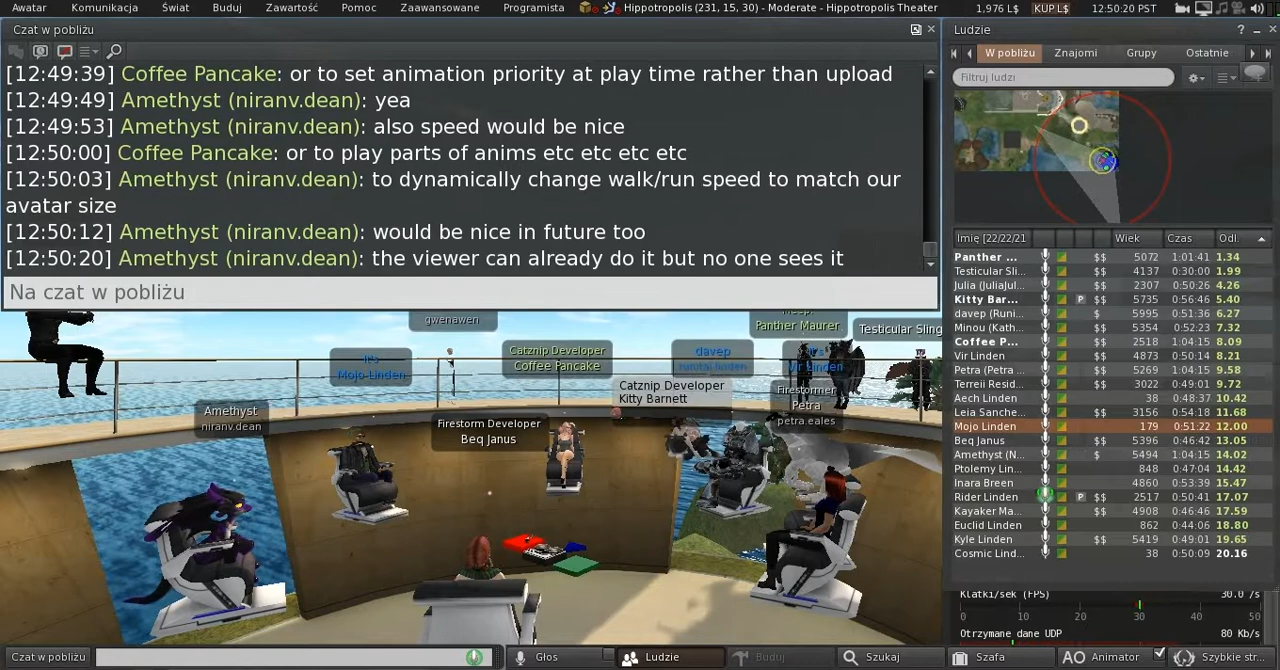 Awatar Komunikacja Świat Buduj Zawartość Pomoc Zaawansowane Programista Hippotropolis (231, 15, 30) - Moderate - Hippotropolis Theater 1,976 L$ KUP L$ 12:50:20 PST
Czat w pobliżu
[12:49:39] Coffee Pancake: or to set animation priority at play time rather than upload
[12:49:49] Amethyst (niranv.dean): yea
[12:49:53] Amethyst (niranv.dean): also speed would be nice
[12:50:00] Coffee Pancake: or to play parts of anims etc etc etc etc
[12:50:03] Amethyst (niranv.dean): to dynamically change walk/run speed to match our
avatar size
[12:50:12] Amethyst (niranv.dean): would be nice in future too
[12:50:20] Amethyst (niranv.dean): the viewer can already do it but no one sees it
Na czat w pobliżu
gwenawen
Panther Maurer
Testicular Sling
It's
Mojo Linden
Catznip Developer
Coffee Pancake
davep
Vir Linden
Catznip Developer
Kitty Barnett
Firestormer
Petra
petra.eales
Amethyst
niranv.dean
Firestorm Developer
Beq Janus
Ludzie
W pobliżu Znajomi Grupy Ostatnie
Filtruj ludzi
Imię [22/22/21 Wiek Czas Odl.
Panther ... $$ 5072 1:01:41 1.34
Testicular Sli... $$ 4137 0:30:00 1.99
Julia (JuliaJul... $$ 2307 0:50:26 4.26
Kitty Bar... P $$ 5735 0:56:46 5.40
davep (Runi... $ 5995 0:51:36 6.27
Minou (Kath... $$ 5354 0:52:23 7.32
Coffee P... $$ 2518 1:04:15 8.09
Vir Linden $$ 4873 0:50:14 8.21
Petra (Petra ... $$ 5269 1:04:15 9.58
Terreii Resid... $$ 3022 0:49:01 9.72
Aech Linden 38 0:48:37 10.42
Leia Sanche... $$ 3156 0:54:18 11.68
Mojo Linden 179 0:51:22 12.00
Beq Janus $$ 5396 0:46:42 13.05
Amethyst (N... $ 5494 1:04:15 14.02
Ptolemy Lin... 848 0:47:04 14.42
Inara Breen 4860 0:53:39 15.47
Rider Linden P $$ 2517 0:50:41 17.07
Kayaker Ma... $$ 4908 0:46:46 17.59
Euclid Linden 862 0:44:06 18.80
Kyle Linden $$ 5419 0:49:01 19.65
Cosmic Lind... 38 0:50:09 20.16
Klatki/sek (FPS) 30.0 /s
0 10 20 30 40 50
Otrzymane dane UDP 80 Kb/s
Czat w pobliżu Głos Ludzie Buduj Szukaj Szafa AO Animator Szybkie str...